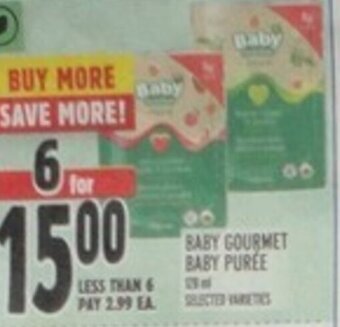 BUY MORE
SAVE MORE!
6 for
15.00
LESS THAN 6
PAY 2.99 EA.
Baby
Baby
BABY GOURMET
BABY PURÉE
128 ml
SELECTED VARIETIES